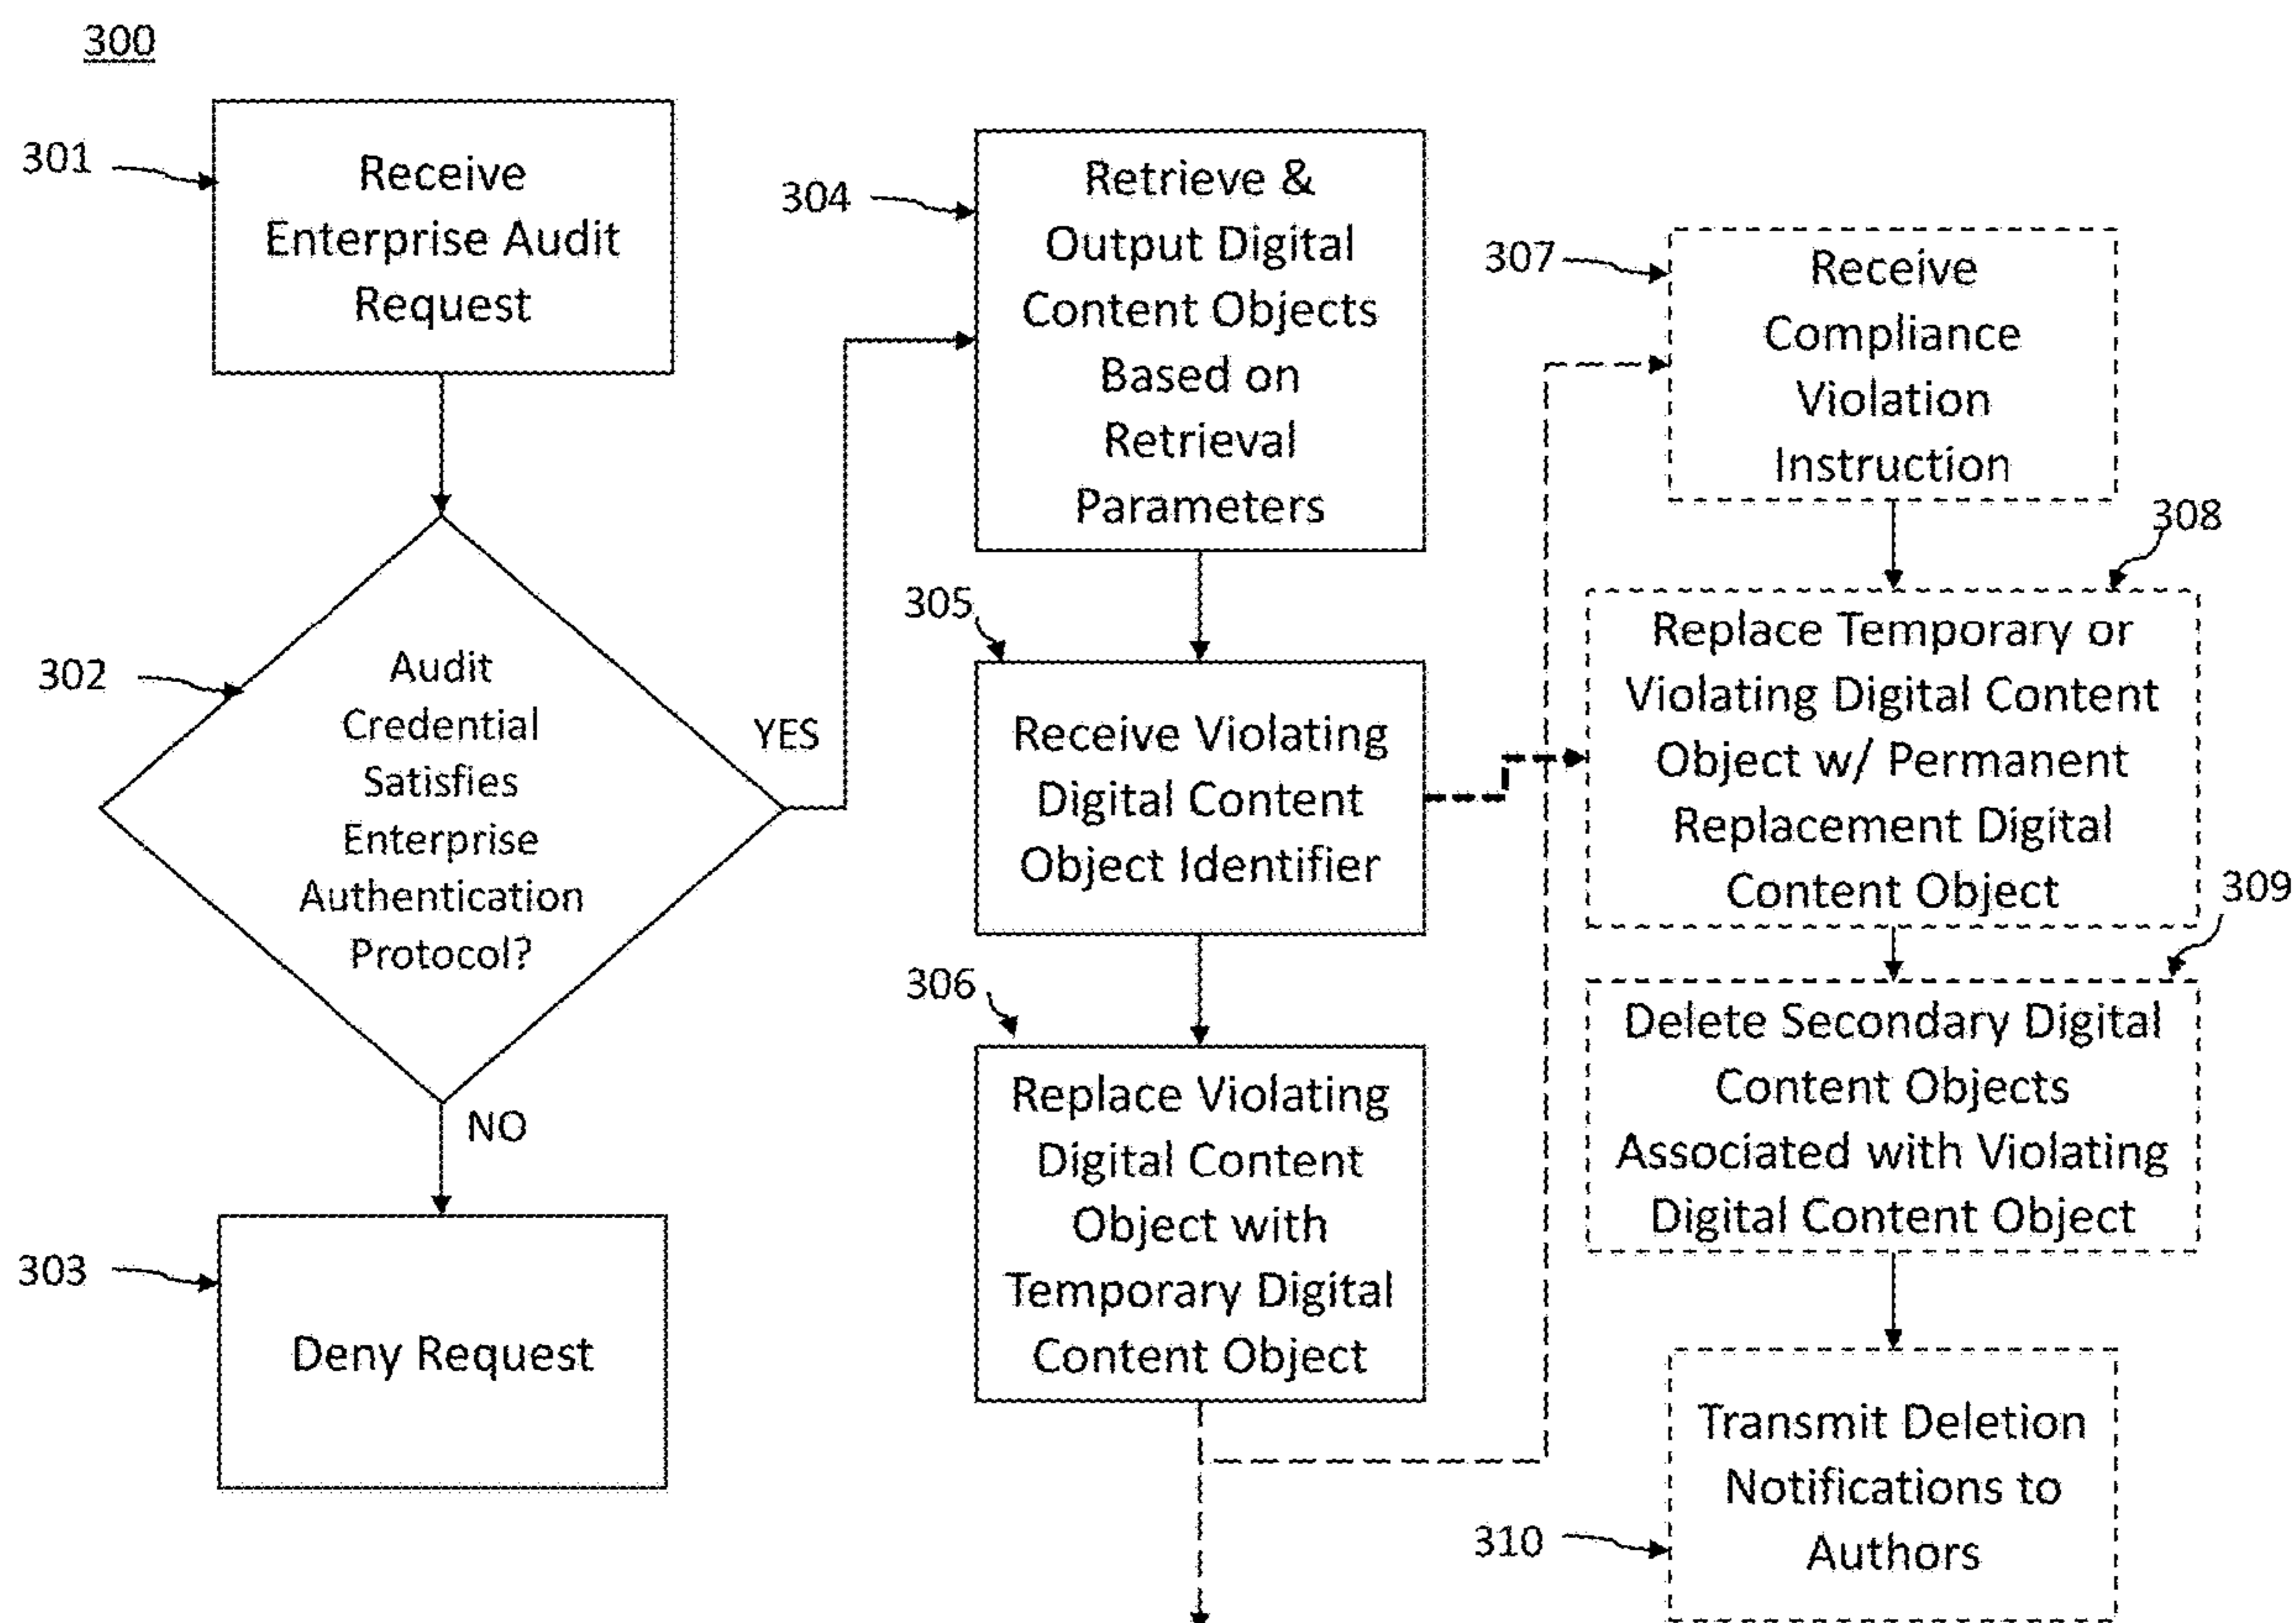 300
301
Receive
Enterprise Audit
Request
302
Audit
Credential
Satisfies
Enterprise
Authentication
Protocol?
YES
NO
303
Deny Request
304
Retrieve &
Output Digital
Content Objects
Based on
Retrieval
Parameters
305
Receive Violating
Digital Content
Object Identifier
306
Replace Violating
Digital Content
Object with
Temporary Digital
Content Object
307
Receive
Compliance
Violation
Instruction
308
Replace Temporary or
Violating Digital Content
Object w/ Permanent
Replacement Digital
Content Object
309
Delete Secondary Digital
Content Objects
Associated with Violating
Digital Content Object
310
Transmit Deletion
Notifications to
Authors